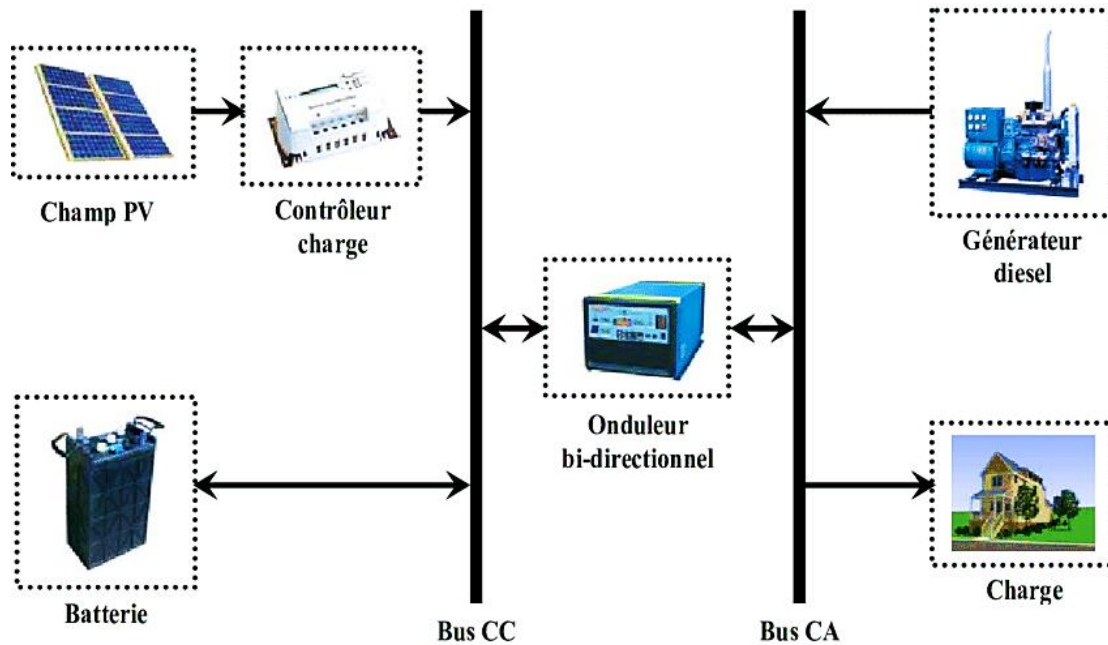 Champ PV
Contrôleur
charge
Générateur
diesel
Onduleur
bi-directionnel
Batterie
Charge
Bus CC
Bus CA